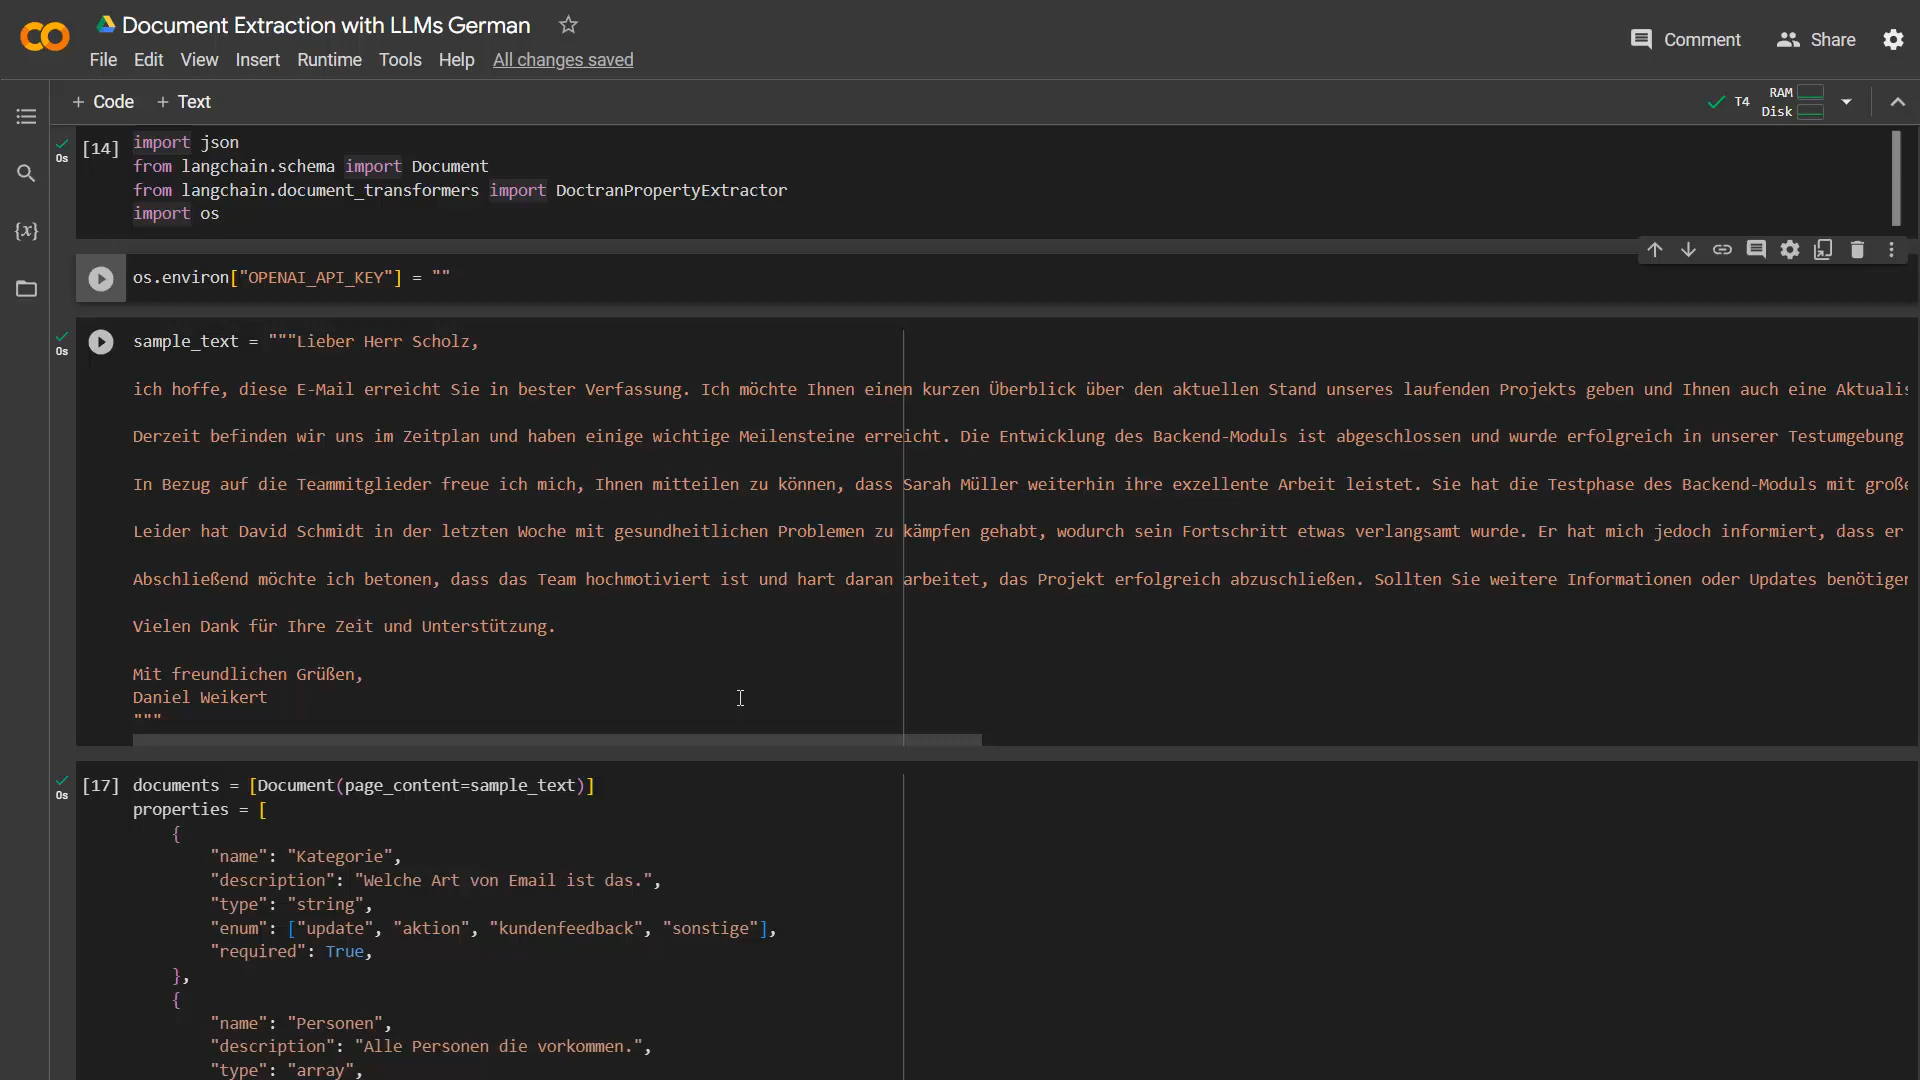 Document Extraction with LLMs German
File Edit View Insert Runtime Tools Help All changes saved
Comment
Share
+ Code + Text
T4
RAM
Disk
0s
[14] import json
from langchain.schema import Document
from langchain.document_transformers import DoctranPropertyExtractor
import os
{x}
os.environ["OPENAI_API_KEY"] = ""
0s
sample_text = """Lieber Herr Scholz,
ich hoffe, diese E-Mail erreicht Sie in bester Verfassung. Ich möchte Ihnen einen kurzen Überblick über den aktuellen Stand unseres laufenden Projekts geben und Ihnen auch eine
Derzeit befinden wir uns im Zeitplan und haben einige wichtige Meilensteine erreicht. Die Entwicklung des Backend-Moduls ist abgeschlossen und wurde erfolgreich in unserer Testumgebung
In Bezug auf die Teammitglieder freue ich mich, Ihnen mitteilen zu können, dass Sarah Müller weiterhin ihre exzellente Arbeit leistet. Sie hat die Testphase des Backend-Moduls mit
Leider hat David Schmidt in der letzten Woche mit gesundheitlichen Problemen zu kämpfen gehabt, wodurch sein Fortschritt etwas verlangsamt wurde. Er hat mich jedoch informiert, dass er
Abschließend möchte ich betonen, dass das Team hochmotiviert ist und hart daran arbeitet, das Projekt erfolgreich abzuschließen. Sollten Sie weitere Informationen oder Updates
Vielen Dank für Ihre Zeit und Unterstützung.
Mit freundlichen Grüßen,
Daniel Weikert
"""
0s
[17] documents = [Document(page_content=sample_text)]
properties = [
{
"name": "Kategorie",
"description": "Welche Art von Email ist das.",
"type": "string",
"enum": ["update", "aktion", "kundenfeedback", "sonstige"],
"required": True,
},
{
"name": "Personen",
"description": "Alle Personen die vorkommen.",
"type": "array",